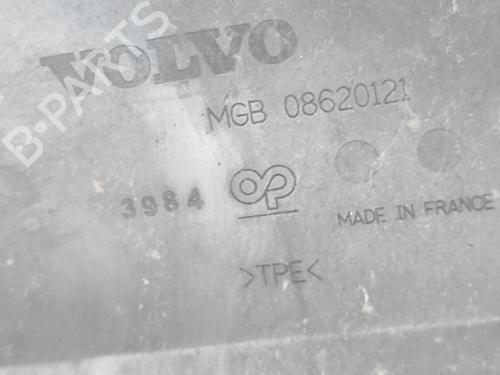 VOLVO
B-PARTS
MGB 08620121
3984 OP
MADE IN FRANCE
>TPE<